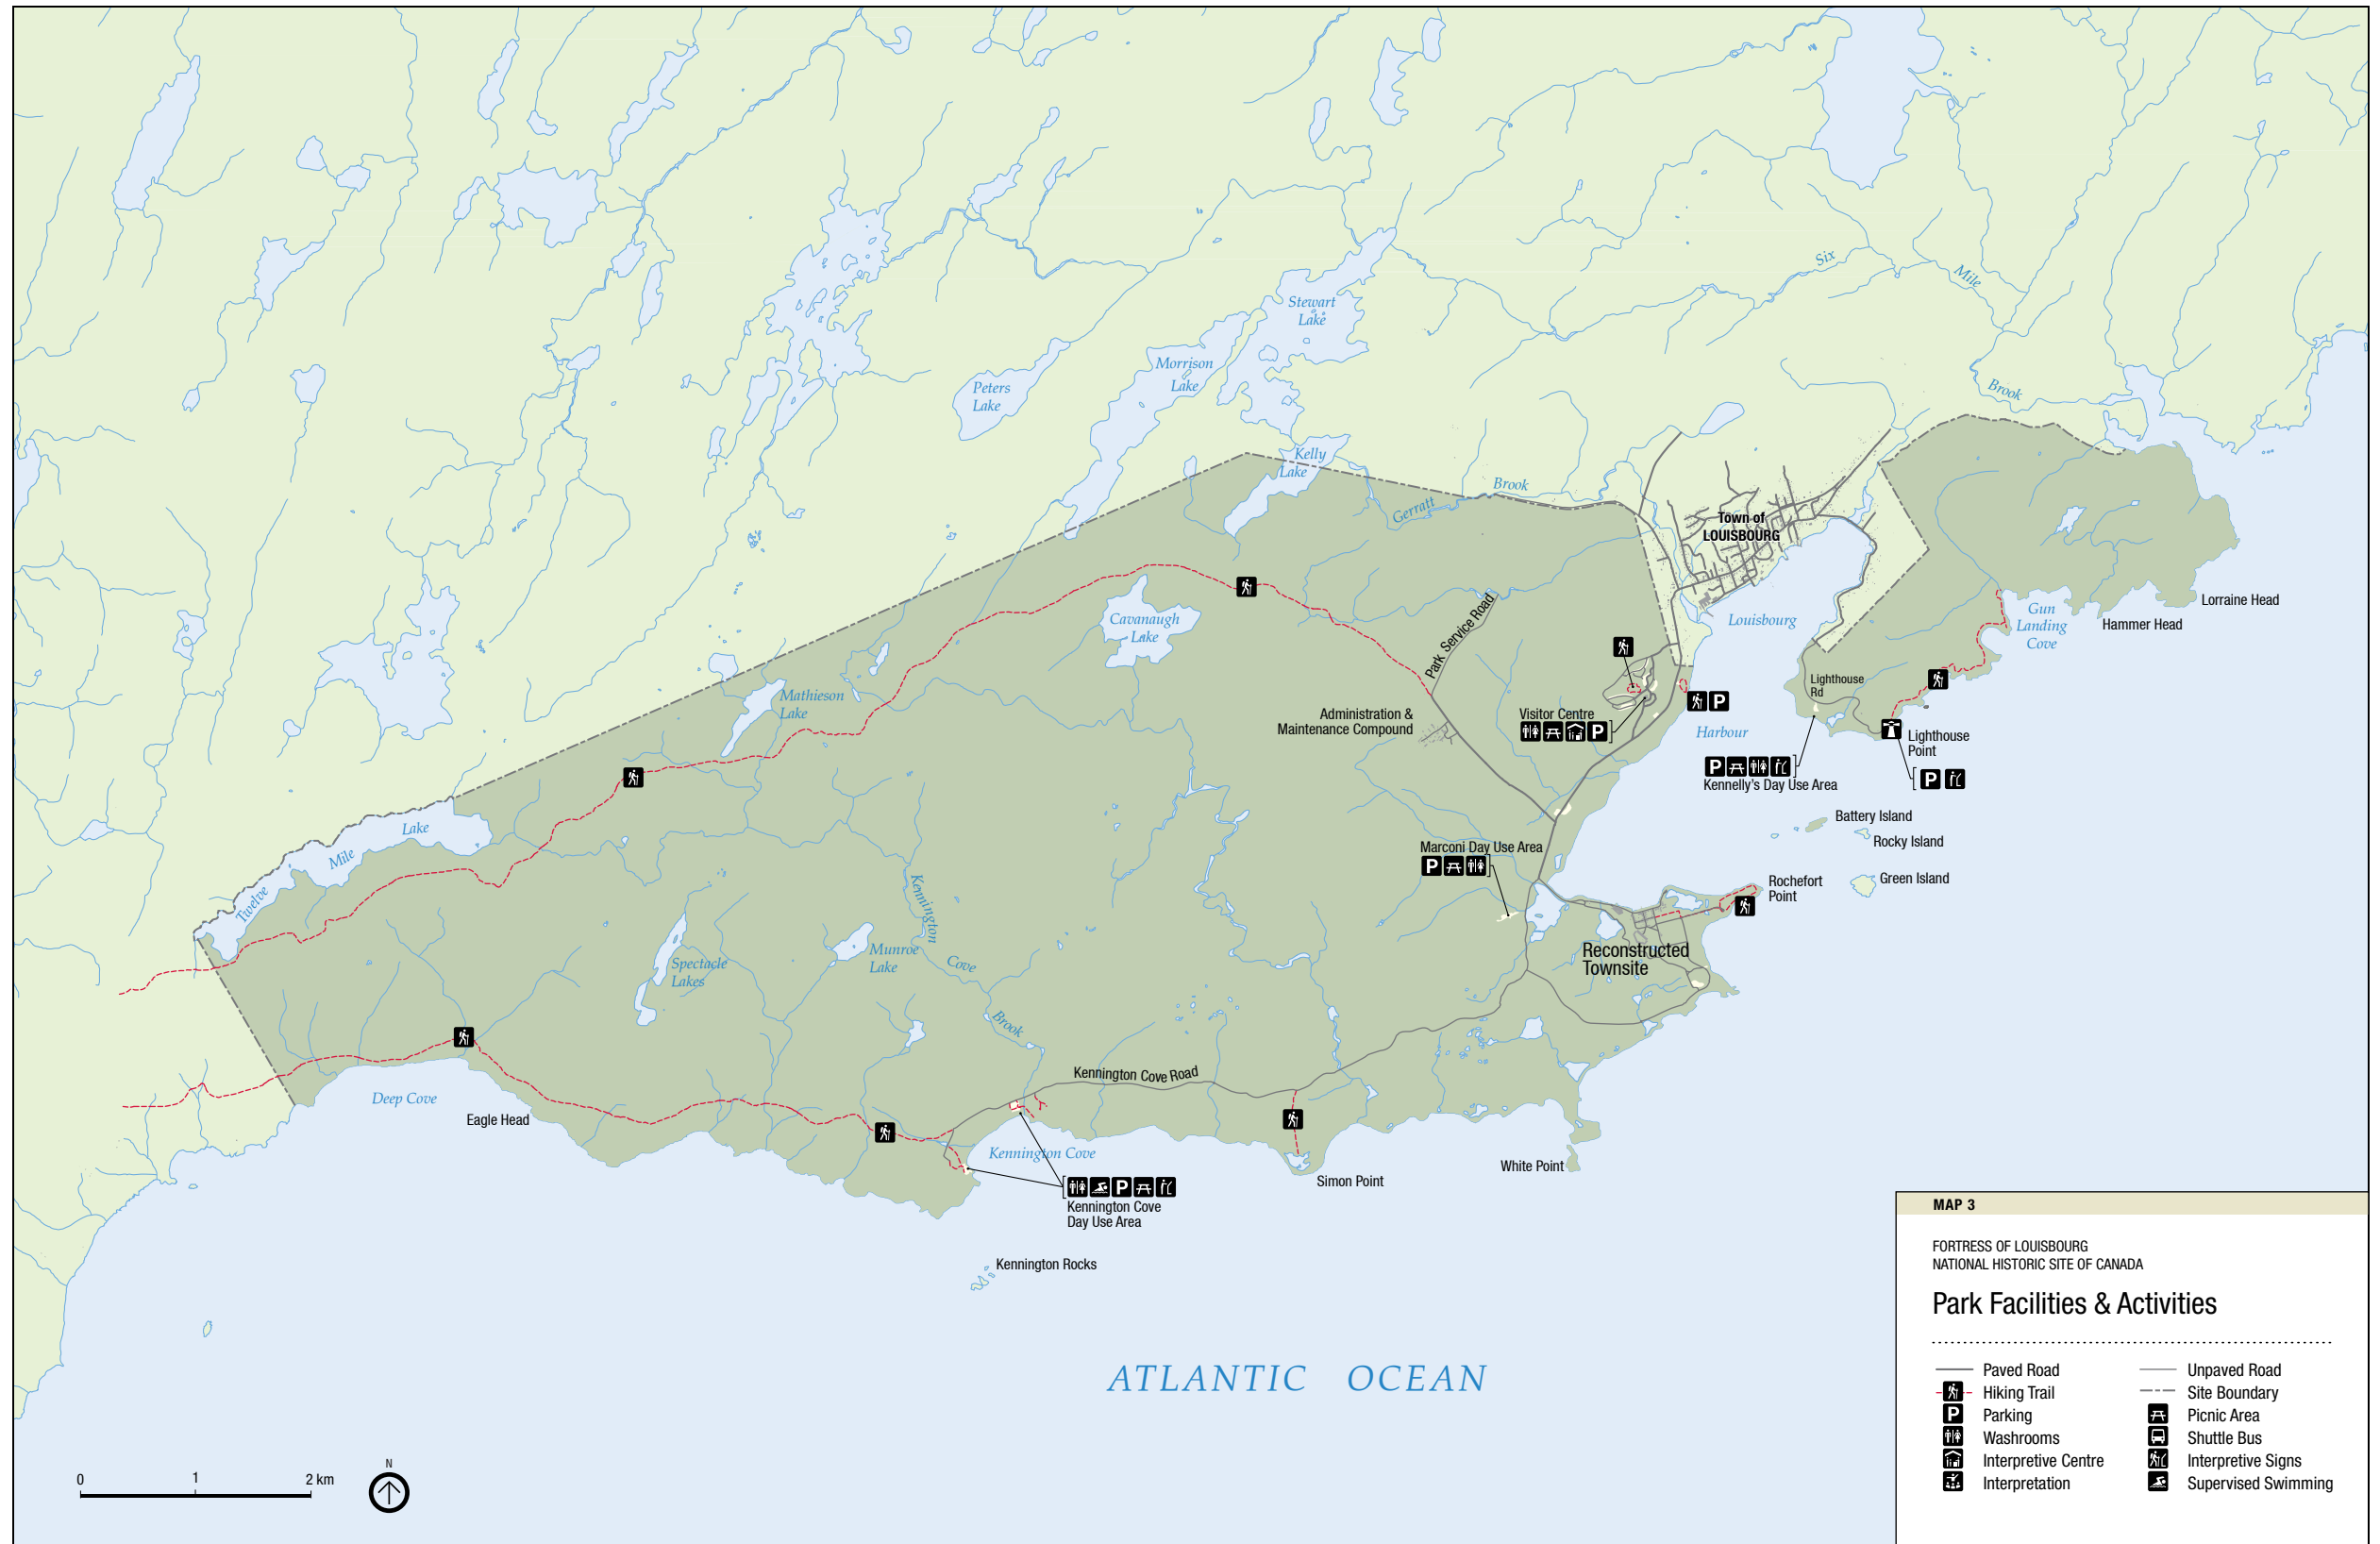 Six
Mile
Brook
Stewart
Lake
Morrison
Lake
Peters
Lake
Kelly
Lake
Gerratt
Brook
Town of
LOUISBOURG
Louisbourg
Harbour
Lorraine Head
Gun
Landing
Cove
Hammer Head
Cavanaugh
Lake
Park Service Road
Mathieson
Lake
Administration &
Maintenance Compound
Visitor Centre
P
P
Lighthouse
Rd
Lighthouse
Point
P
P
Kennelly's Day Use Area
Battery Island
Rocky Island
Green Island
Twelve
Mile
Lake
Marconi Day Use Area
P
Rochefort
Point
Reconstructed
Townsite
Kennington
Cove
Brook
Munroe
Lake
Spectacle
Lakes
Kennington Cove Road
Deep Cove
Eagle Head
Kennington Cove
P
Kennington Cove
Day Use Area
Simon Point
White Point
Kennington Rocks
ATLANTIC OCEAN
0 1 2 km
N
MAP 3
FORTRESS OF LOUISBOURG
NATIONAL HISTORIC SITE OF CANADA
Park Facilities & Activities
Paved Road
Hiking Trail
P Parking
Washrooms
Interpretive Centre
Interpretation
Unpaved Road
Site Boundary
Picnic Area
Shuttle Bus
Interpretive Signs
Supervised Swimming